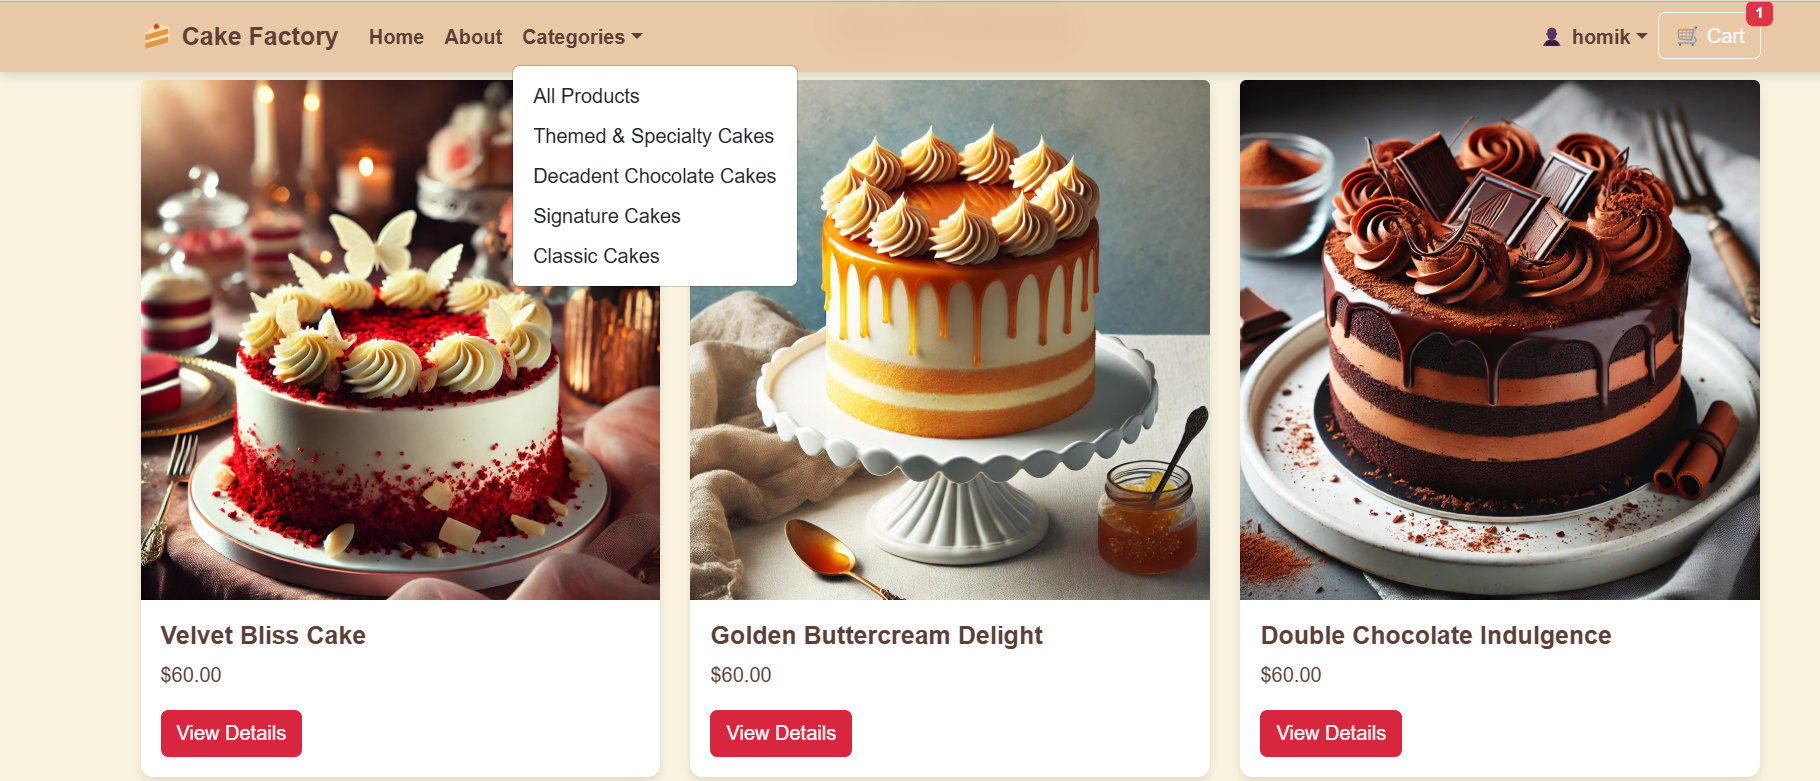 Cake Factory Home About Categories homik Cart 1
All Products
Themed & Specialty Cakes
Decadent Chocolate Cakes
Signature Cakes
Classic Cakes
Velvet Bliss Cake
$60.00
View Details
Golden Buttercream Delight
$60.00
View Details
Double Chocolate Indulgence
$60.00
View Details